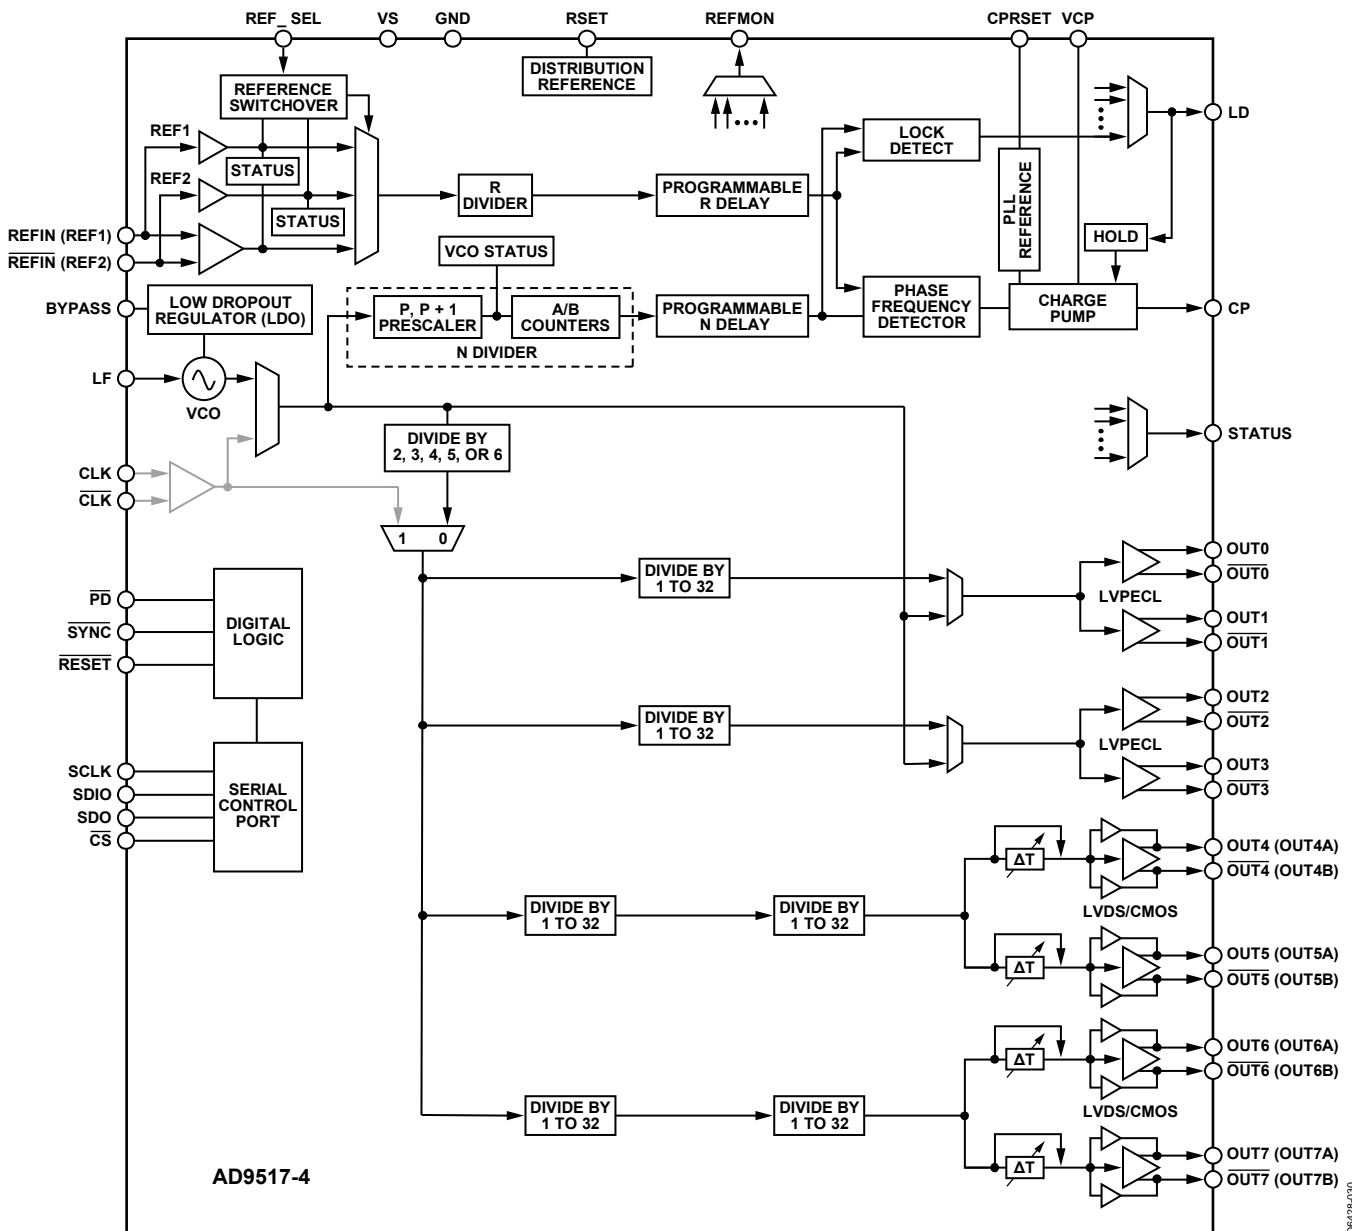 REF_SEL
VS
GND
RSET
REFMON
CPRSET
VCP
DISTRIBUTION
REFERENCE
REFERENCE
SWITCHOVER
REF1
STATUS
REF2
STATUS
REFIN (REF1)
REFIN (REF2)
R
DIVIDER
PROGRAMMABLE
R DELAY
LOCK
DETECT
PLL
REFERENCE
LD
HOLD
VCO STATUS
BYPASS
LOW DROPOUT
REGULATOR (LDO)
P, P + 1
PRESCALER
A/B
COUNTERS
N DIVIDER
PROGRAMMABLE
N DELAY
PHASE
FREQUENCY
DETECTOR
CHARGE
PUMP
CP
LF
VCO
STATUS
DIVIDE BY
2, 3, 4, 5, OR 6
CLK
CLK
1 0
PD
SYNC
RESET
DIGITAL
LOGIC
DIVIDE BY
1 TO 32
LVPECL
OUT0
OUT0
OUT1
OUT1
DIVIDE BY
1 TO 32
LVPECL
OUT2
OUT2
OUT3
OUT3
SCLK
SDIO
SDO
CS
SERIAL
CONTROL
PORT
DIVIDE BY
1 TO 32
DIVIDE BY
1 TO 32
ΔT
OUT4 (OUT4A)
OUT4 (OUT4B)
LVDS/CMOS
ΔT
OUT5 (OUT5A)
OUT5 (OUT5B)
DIVIDE BY
1 TO 32
DIVIDE BY
1 TO 32
ΔT
OUT6 (OUT6A)
OUT6 (OUT6B)
LVDS/CMOS
ΔT
OUT7 (OUT7A)
OUT7 (OUT7B)
AD9517-4
06428-030